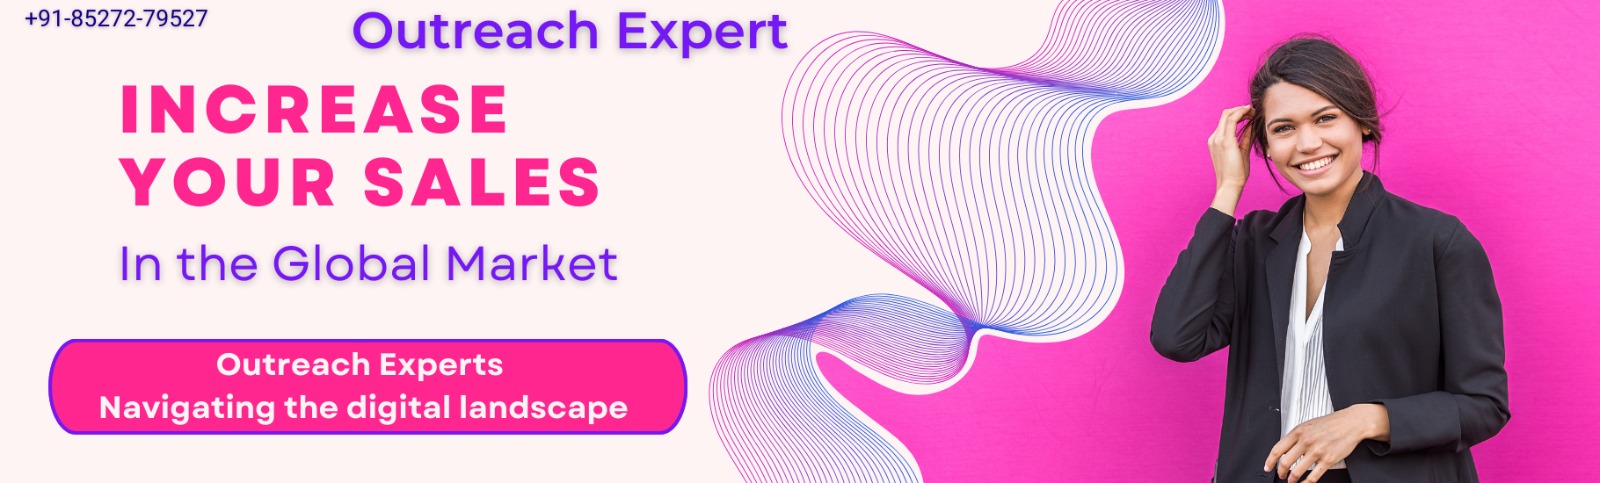 +91-85272-79527
Outreach Expert
INCREASE
YOUR SALES
In the Global Market
Outreach Experts
Navigating the digital landscape